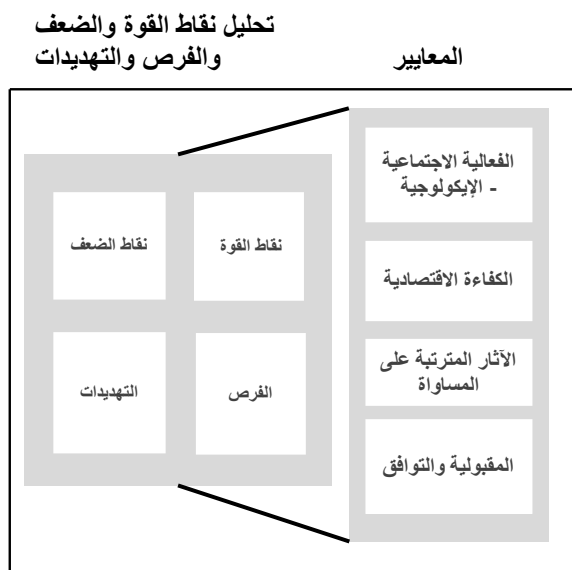 المعايير
تحليل نقاط القوة والضعف
والفرص والتهديدات
الفعالية الاجتماعية
- الإيكولوجية
الكفاءة الاقتصادية
الآثار المترتبة على
المساواة
المقبولية والتوافق
نقاط القوة
نقاط الضعف
الفرص
التهديدات